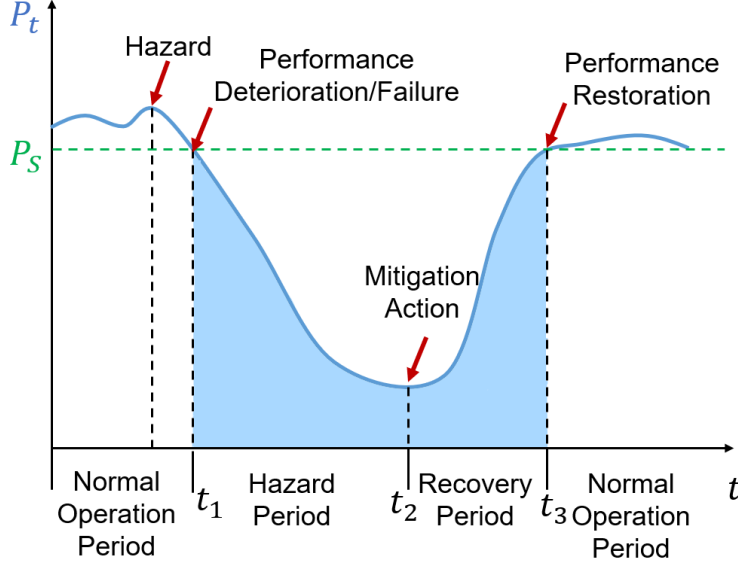 P_t
Hazard
Performance
Deterioration/Failure
Performance
Restoration
P_S
Mitigation
Action
Normal
Operation
Period
t_1
Hazard
Period
t_2
Recovery
Period
t_3
Normal
Operation
Period
t